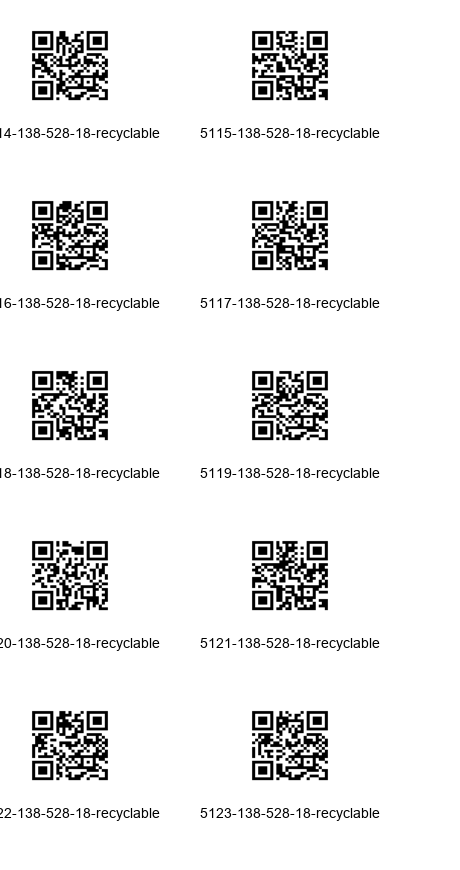 14-138-528-18-recyclable 5115-138-528-18-recyclable
16-138-528-18-recyclable 5117-138-528-18-recyclable
18-138-528-18-recyclable 5119-138-528-18-recyclable
20-138-528-18-recyclable 5121-138-528-18-recyclable
22-138-528-18-recyclable 5123-138-528-18-recyclable